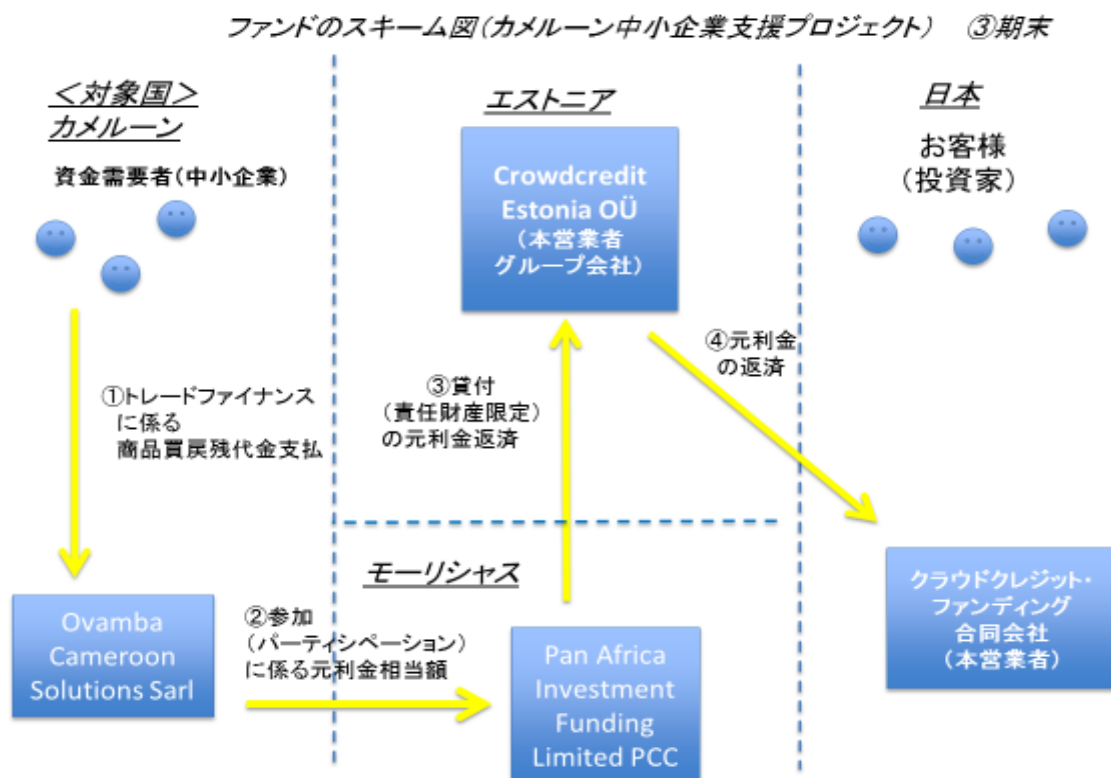 ファンドのスキーム図(カメルーン中小企業支援プロジェクト) ③期末
<対象国>
カメルーン
資金需要者(中小企業)
①トレードファイナンス
に係る
商品買戻残代金支払
Ovamba
Cameroon
Solutions Sarl
②参加
(パーティシペーション)
に係る元利金相当額
エストニア
Crowdcredit
Estonia OÜ
(本営業者
グループ会社)
③貸付
(責任財産限定)
の元利金返済
モーリシャス
Pan Africa
Investment
Funding
Limited PCC
④元利金
の返済
日本
お客様
(投資家)
クラウドクレジット・
ファンディング
合同会社
(本営業者)